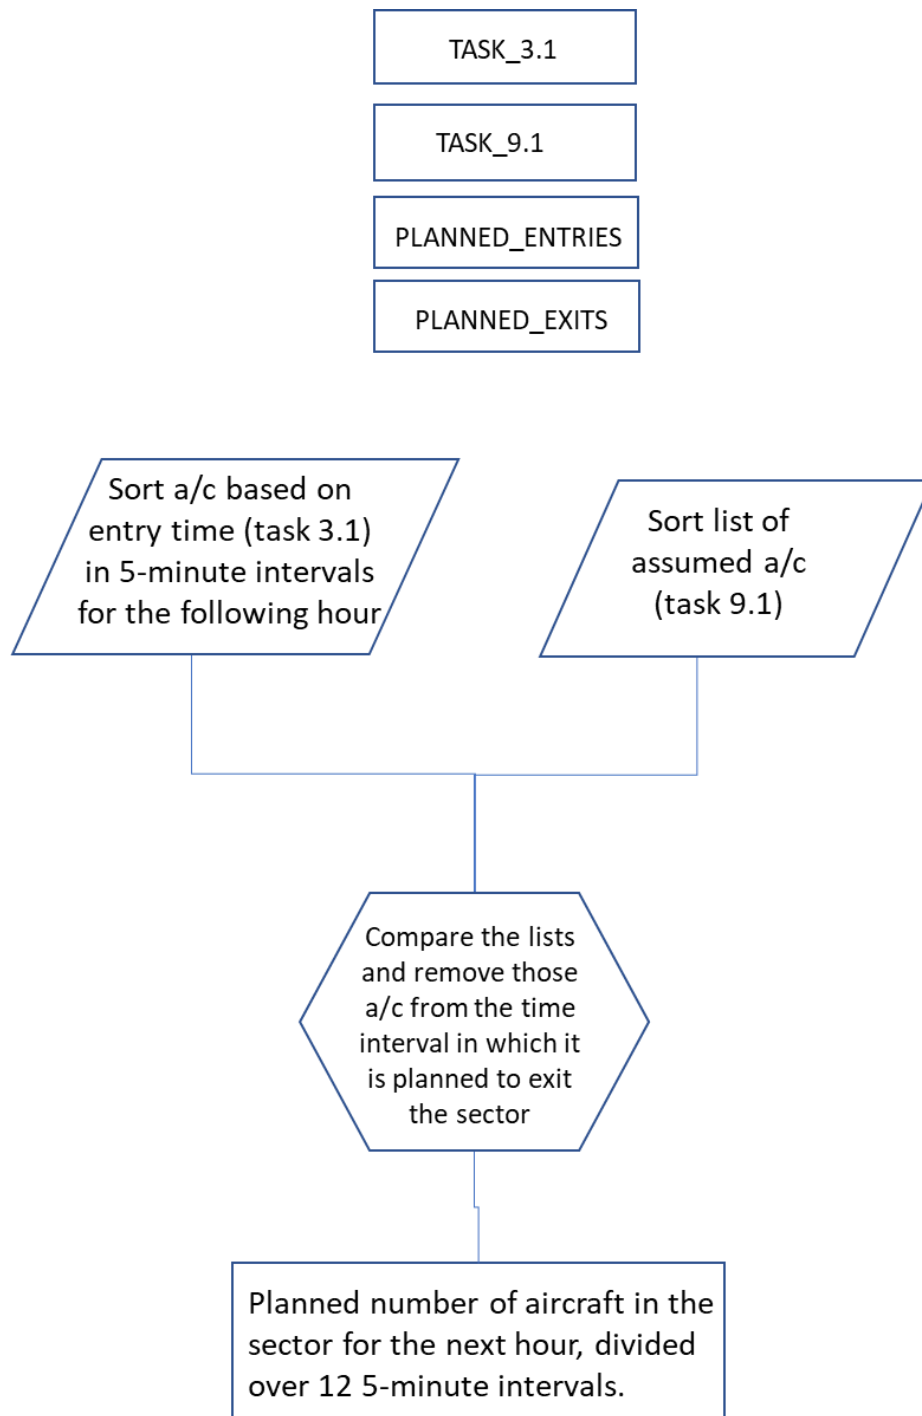 TASK_3.1
TASK_9.1
PLANNED_ENTRIES
PLANNED_EXITS
Sort a/c based on
entry time (task 3.1)
in 5-minute intervals
for the following hour
Sort list of
assumed a/c
(task 9.1)
Compare the lists
and remove those
a/c from the time
interval in which it
is planned to exit
the sector
Planned number of aircraft in the
sector for the next hour, divided
over 12 5-minute intervals.